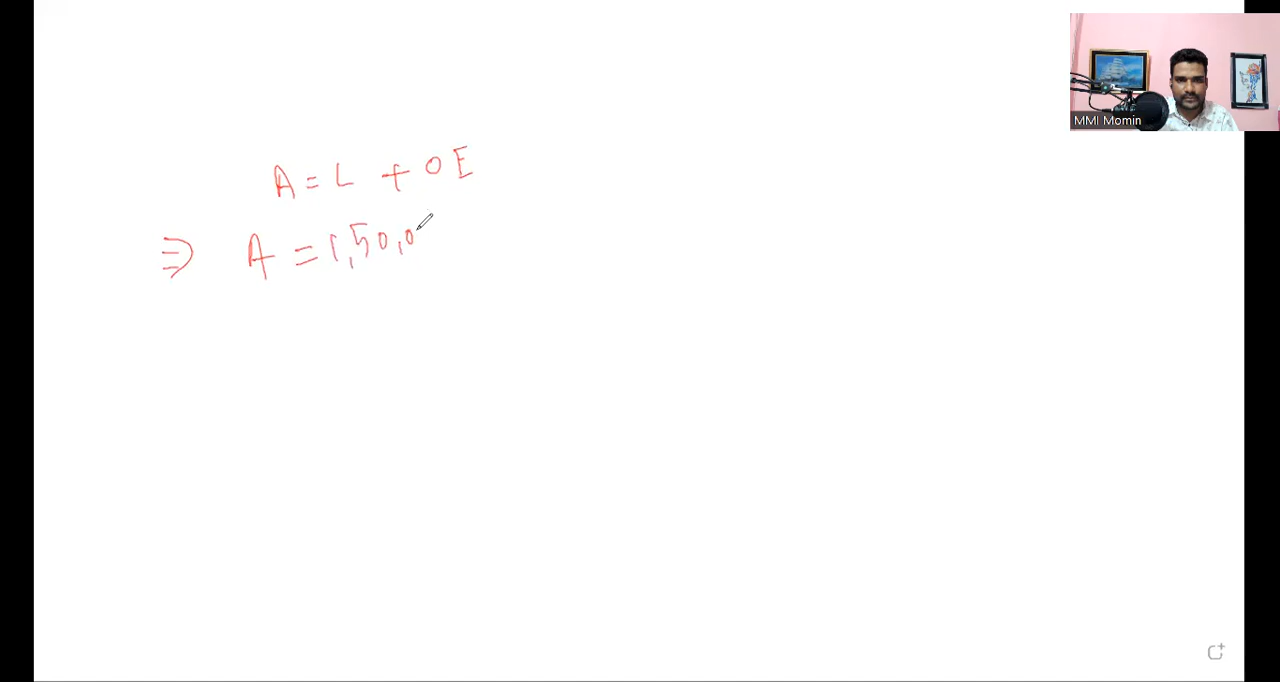 MMI Momin
A = L + OE
⇒ A = 1,50,0